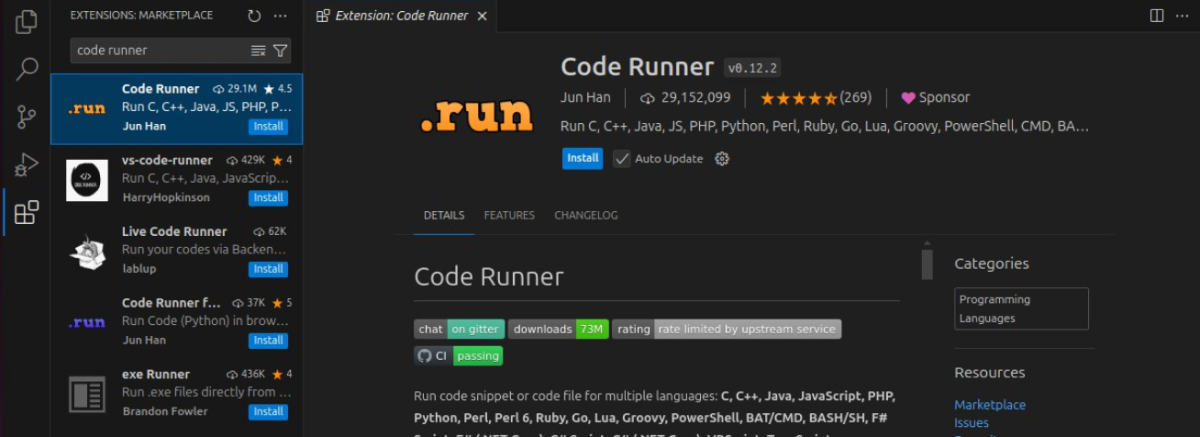 EXTENSIONS: MARKETPLACE
code runner
Code Runner 29.1M 4.5
Run C, C++, Java, JS, PHP, P...
Jun Han Install
.run
vs-code-runner 429K 4
Run C, C++, Java, JavaScrip...
HarryHopkinson Install
Live Code Runner 62K
Run your codes via Backen...
lablup Install
Code Runner f... 37K 5
Run Code (Python) in brow...
Jun Han Install
.run
exe Runner 436K 4
Run .exe files directly from ...
Brandon Fowler Install
Extension: Code Runner
.run
Code Runner v0.12.2
Jun Han 29,152,099 (269) Sponsor
Run C, C++, Java, JS, PHP, Python, Perl, Ruby, Go, Lua, Groovy, PowerShell, CMD, BA...
Install Auto Update
DETAILS FEATURES CHANGELOG
Code Runner
chat on gitter downloads 73M rating rate limited by upstream service
CI passing
Run code snippet or code file for multiple languages: C, C++, Java, JavaScript, PHP,
Python, Perl, Perl 6, Ruby, Go, Lua, Groovy, PowerShell, BAT/CMD, BASH/SH, F#
Categories
Programming
Languages
Resources
Marketplace
Issues